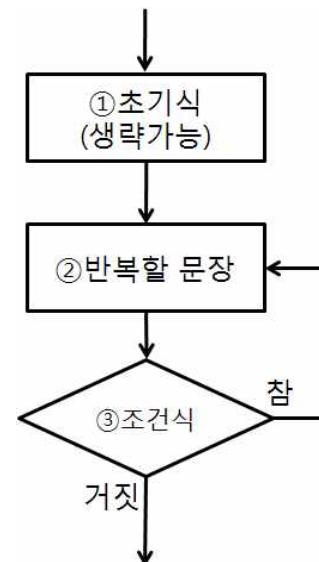 ①초기식
(생략가능)
②반복할 문장
③조건식
참
거짓